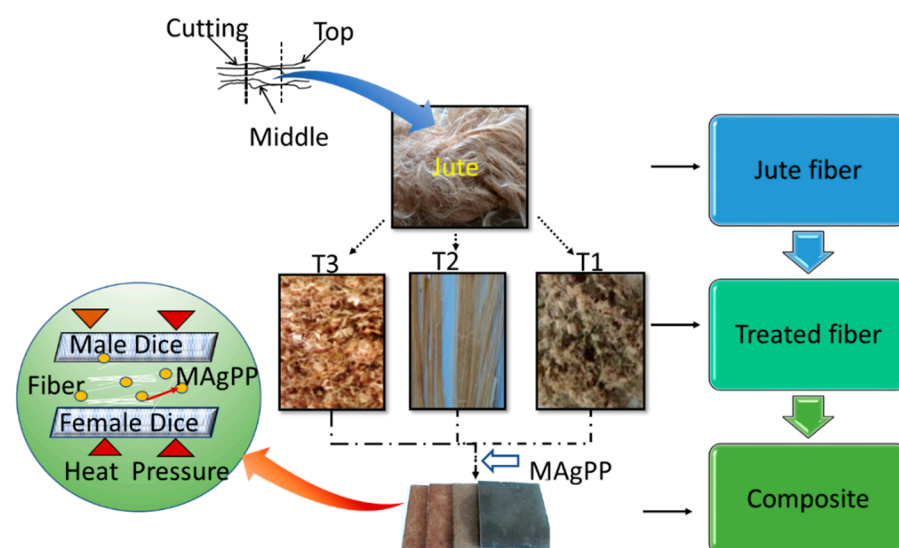 Cutting
Top
Middle
Jute
Jute fiber
T3
T2
T1
Treated fiber
Male Dice
Fiber
MAgPP
Female Dice
Heat
Pressure
MAgPP
Composite